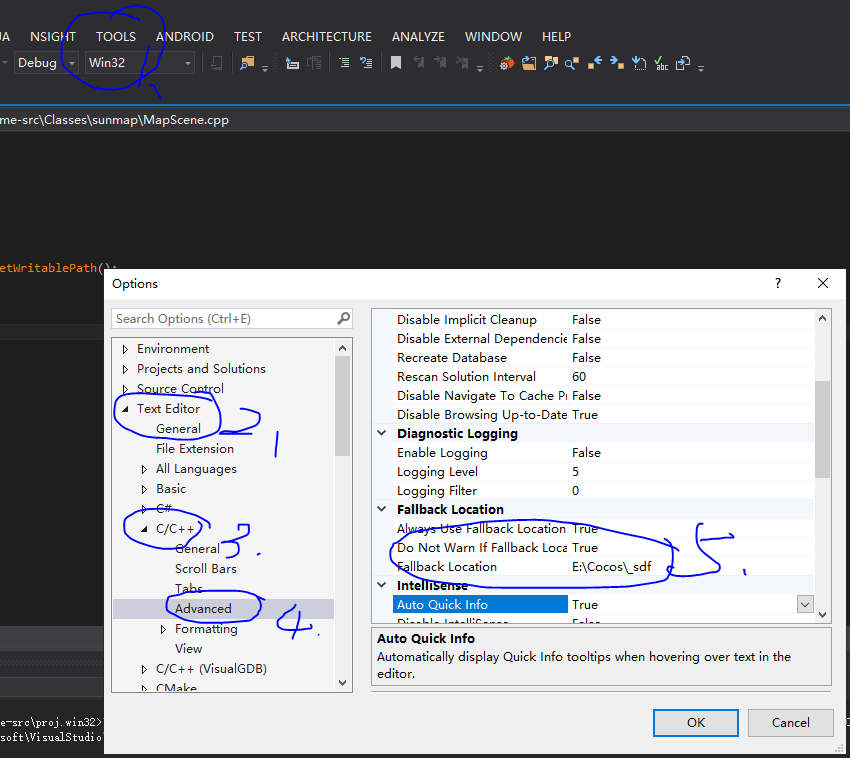 NSIGHT TOOLS ANDROID TEST ARCHITECTURE ANALYZE WINDOW HELP
Debug Win32
me-src\Classes\sunmap\MapScene.cpp
etWritablePath();
Options
Search Options (Ctrl+E)
Environment
Projects and Solutions
Source Control
Text Editor
General
2
1
File Extension
All Languages
Basic
C#
C/C++
General
3.
Scroll Bars
Tabs
Advanced
4.
Formatting
View
C/C++ (VisualGDB)
CMake
Disable Implicit Cleanup False
Disable External Dependencie False
Recreate Database False
Rescan Solution Interval 60
Disable Navigate To Cache False
Disable Browsing Up-to-Date True
Diagnostic Logging
Enable Logging False
Logging Level 5
Logging Filter 0
Fallback Location
Always Use Fallback Location True
Do Not Warn If Fallback Loca True
Fallback Location E:\Cocos\_sdf
5.
IntelliSense
Auto Quick Info True
Disable IntelliSense False
Auto Quick Info
Automatically display Quick Info tooltips when hovering over text in the
editor.
OK Cancel
e-src\proj.win32>
soft\VisualStudio